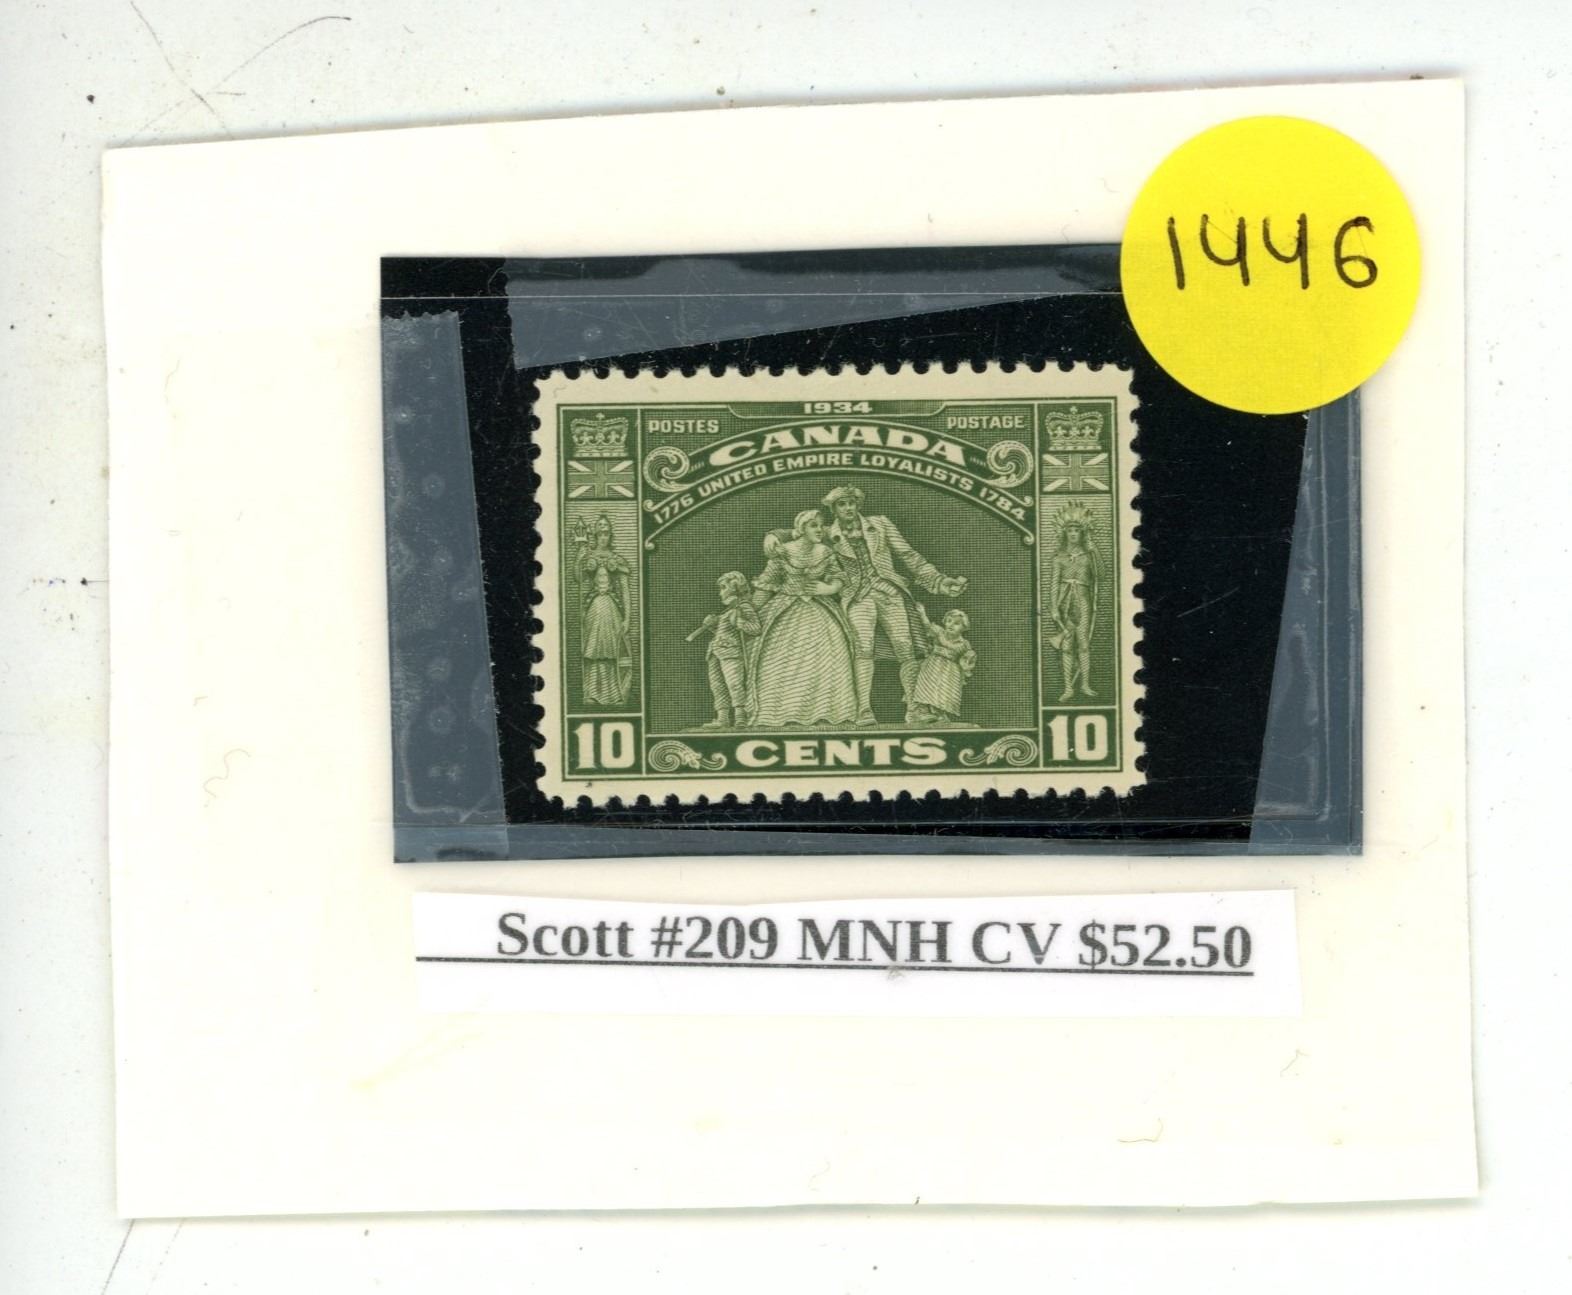 1446
1934
POSTES POSTAGE
CANADA
1776 UNITED EMPIRE LOYALISTS 1784
10 CENTS 10
Scott #209 MNH CV $52.50